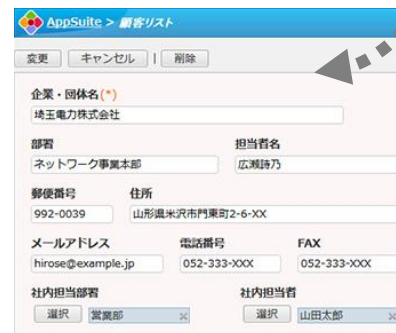 AppSuite > 顧客リスト
変更 キャンセル | 削除
企業・団体名(*)
埼玉電力株式会社
部署 担当者名
ネットワーク事業本部 広瀬詩乃
郵便番号 住所
992-0039 山形県米沢市門東町2-6-XX
メールアドレス 電話番号 FAX
hirose@example.jp 052-333-XXX 052-333-XXX
社内担当部署 社内担当者
選択 営業部 × 選択 山田太郎 ×